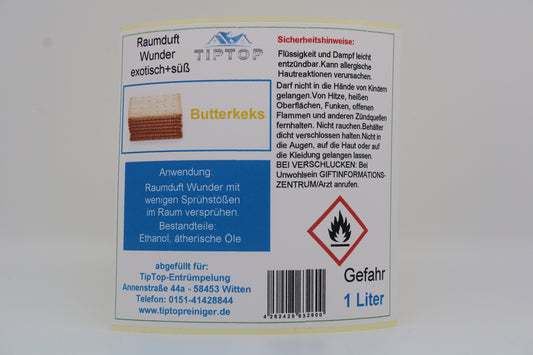 Raumduft
Wunder
exotisch+süß
TIPTOP
Butterkeks
Anwendung:
Raumduft Wunder mit
wenigen Sprühstößen
im Raum versprühen.
Bestandteile:
Ethanol, ätherische Öle
abgefüllt für:
TipTop-Entrümpelung
Annenstraße 44a - 58453 Witten
Telefon: 0151-41428844
www.tiptopreiniger.de
Sicherheitshinweise:
Flüssigkeit und Dampf leicht
entzündbar.Kann allergische
Hautreaktionen verursachen.
Darf nicht in die Hände von Kindern
gelangen.Von Hitze, heißen
Oberflächen, Funken, offenen
Flammen und anderen Zündquellen
fernhalten. Nicht rauchen.Behälter
dicht verschlossen halten.Nicht in
die Augen, auf die Haut oder auf
die Kleidung gelangen lassen.
BEI VERSCHLUCKEN: Bei
Unwohlsein GIFTINFORMATIONS-
ZENTRUM/Arzt anrufen.
Gefahr
1 Liter